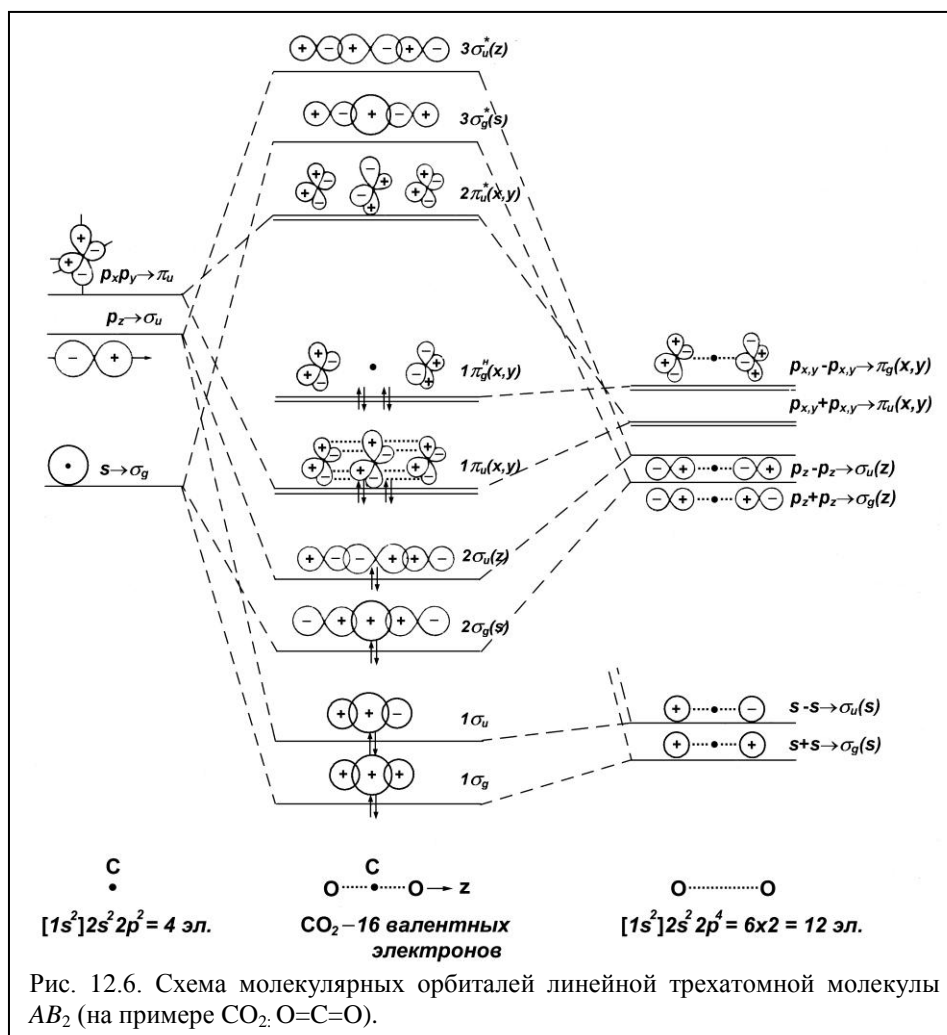 3σ*u(z)
3σ*g(s)
2π*u(x,y)
pxpy→πu
pz→σu
s→σg
1πнg(x,y)
1πu(x,y)
2σu(z)
2σg(s)
1σu
1σg
px,y-px,y→πg(x,y)
px,y+px,y→πu(x,y)
pz-pz→σu(z)
pz+pz→σg(z)
s-s→σu(s)
s+s→σg(s)
C
[1s²]2s²2p² = 4 эл.
C
O O z
CO₂ – 16 валентных
электронов
O O
[1s²]2s² 2p⁴ = 6x2 = 12 эл.
Рис. 12.6. Схема молекулярных орбиталей линейной трехатомной молекулы
AB₂ (на примере CO₂: O=C=O).